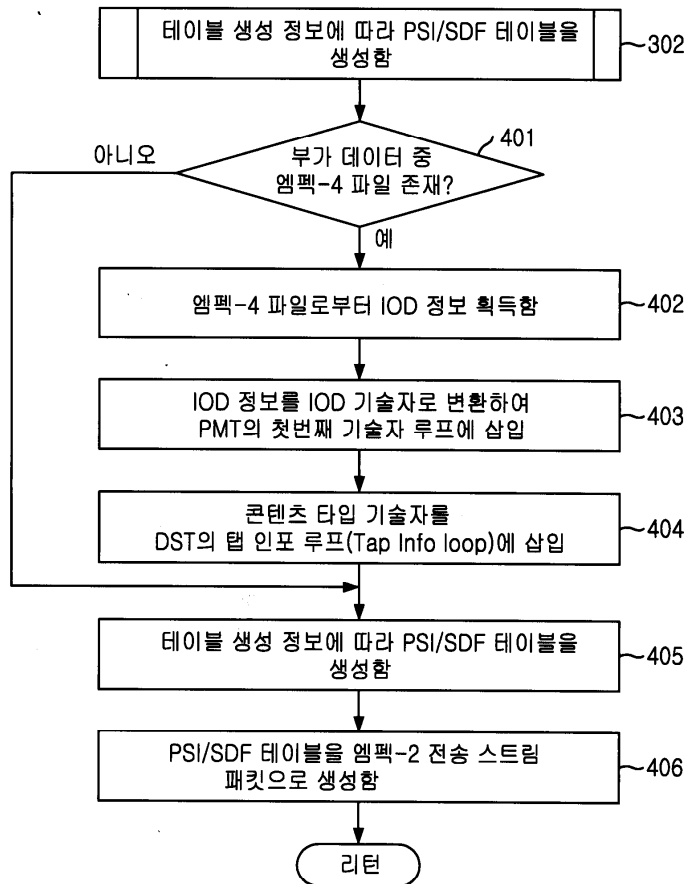 테이블 생성 정보에 따라 PSI/SDF 테이블을
생성함
302
401
부가 데이터 중
엠펙-4 파일 존재?
아니오
예
엠펙-4 파일로부터 IOD 정보 획득함
402
IOD 정보를 IOD 기술자로 변환하여
PMT의 첫번째 기술자 루프에 삽입
403
콘텐츠 타입 기술자를
DST의 탭 인포 루프(Tap Info loop)에 삽입
404
테이블 생성 정보에 따라 PSI/SDF 테이블을
생성함
405
PSI/SDF 테이블을 엠펙-2 전송 스트림
패킷으로 생성함
406
리턴